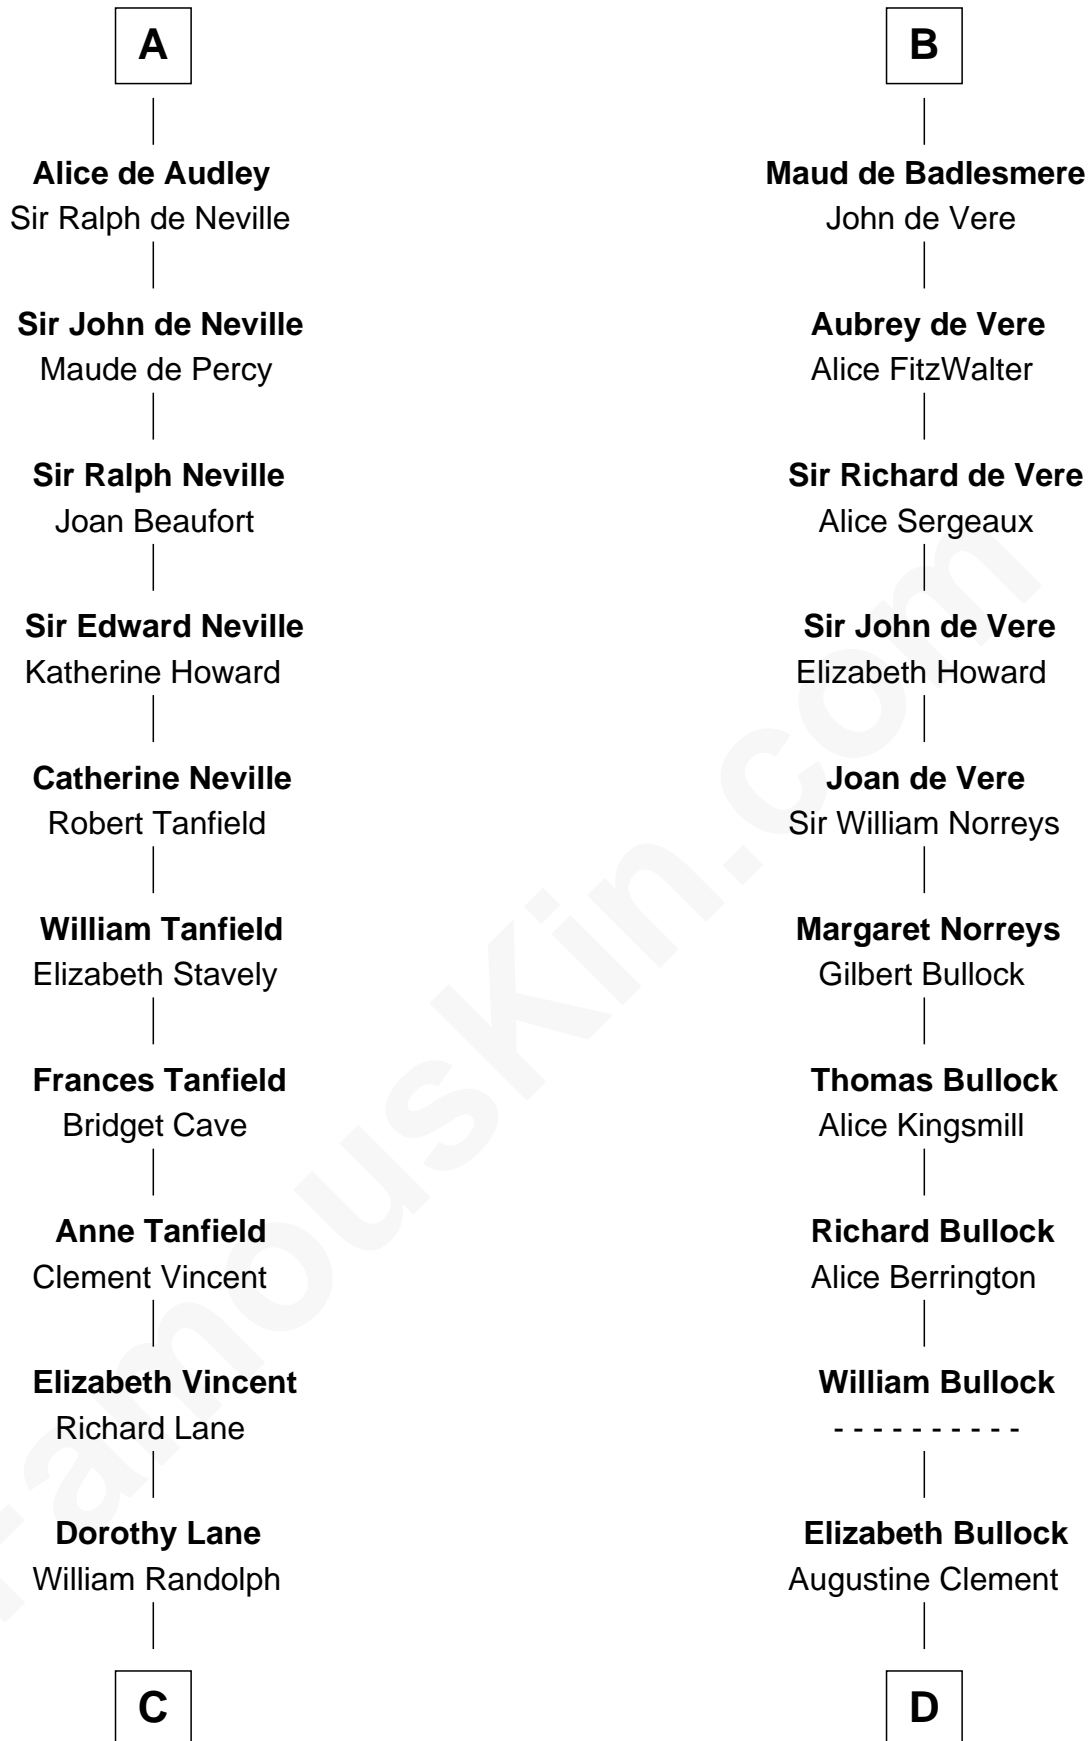 A
Alice de Audley
Sir Ralph de Neville
Sir John de Neville
Maude de Percy
Sir Ralph Neville
Joan Beaufort
Sir Edward Neville
Katherine Howard
Catherine Neville
Robert Tanfield
William Tanfield
Elizabeth Stavely
Frances Tanfield
Bridget Cave
Anne Tanfield
Clement Vincent
Elizabeth Vincent
Richard Lane
Dorothy Lane
William Randolph
C
B
Maud de Badlesmere
John de Vere
Aubrey de Vere
Alice FitzWalter
Sir Richard de Vere
Alice Sergeaux
Sir John de Vere
Elizabeth Howard
Joan de Vere
Sir William Norreys
Margaret Norreys
Gilbert Bullock
Thomas Bullock
Alice Kingsmill
Richard Bullock
Alice Berrington
William Bullock
- - - - - - - - - -
Elizabeth Bullock
Augustine Clement
D
FamousKin.com